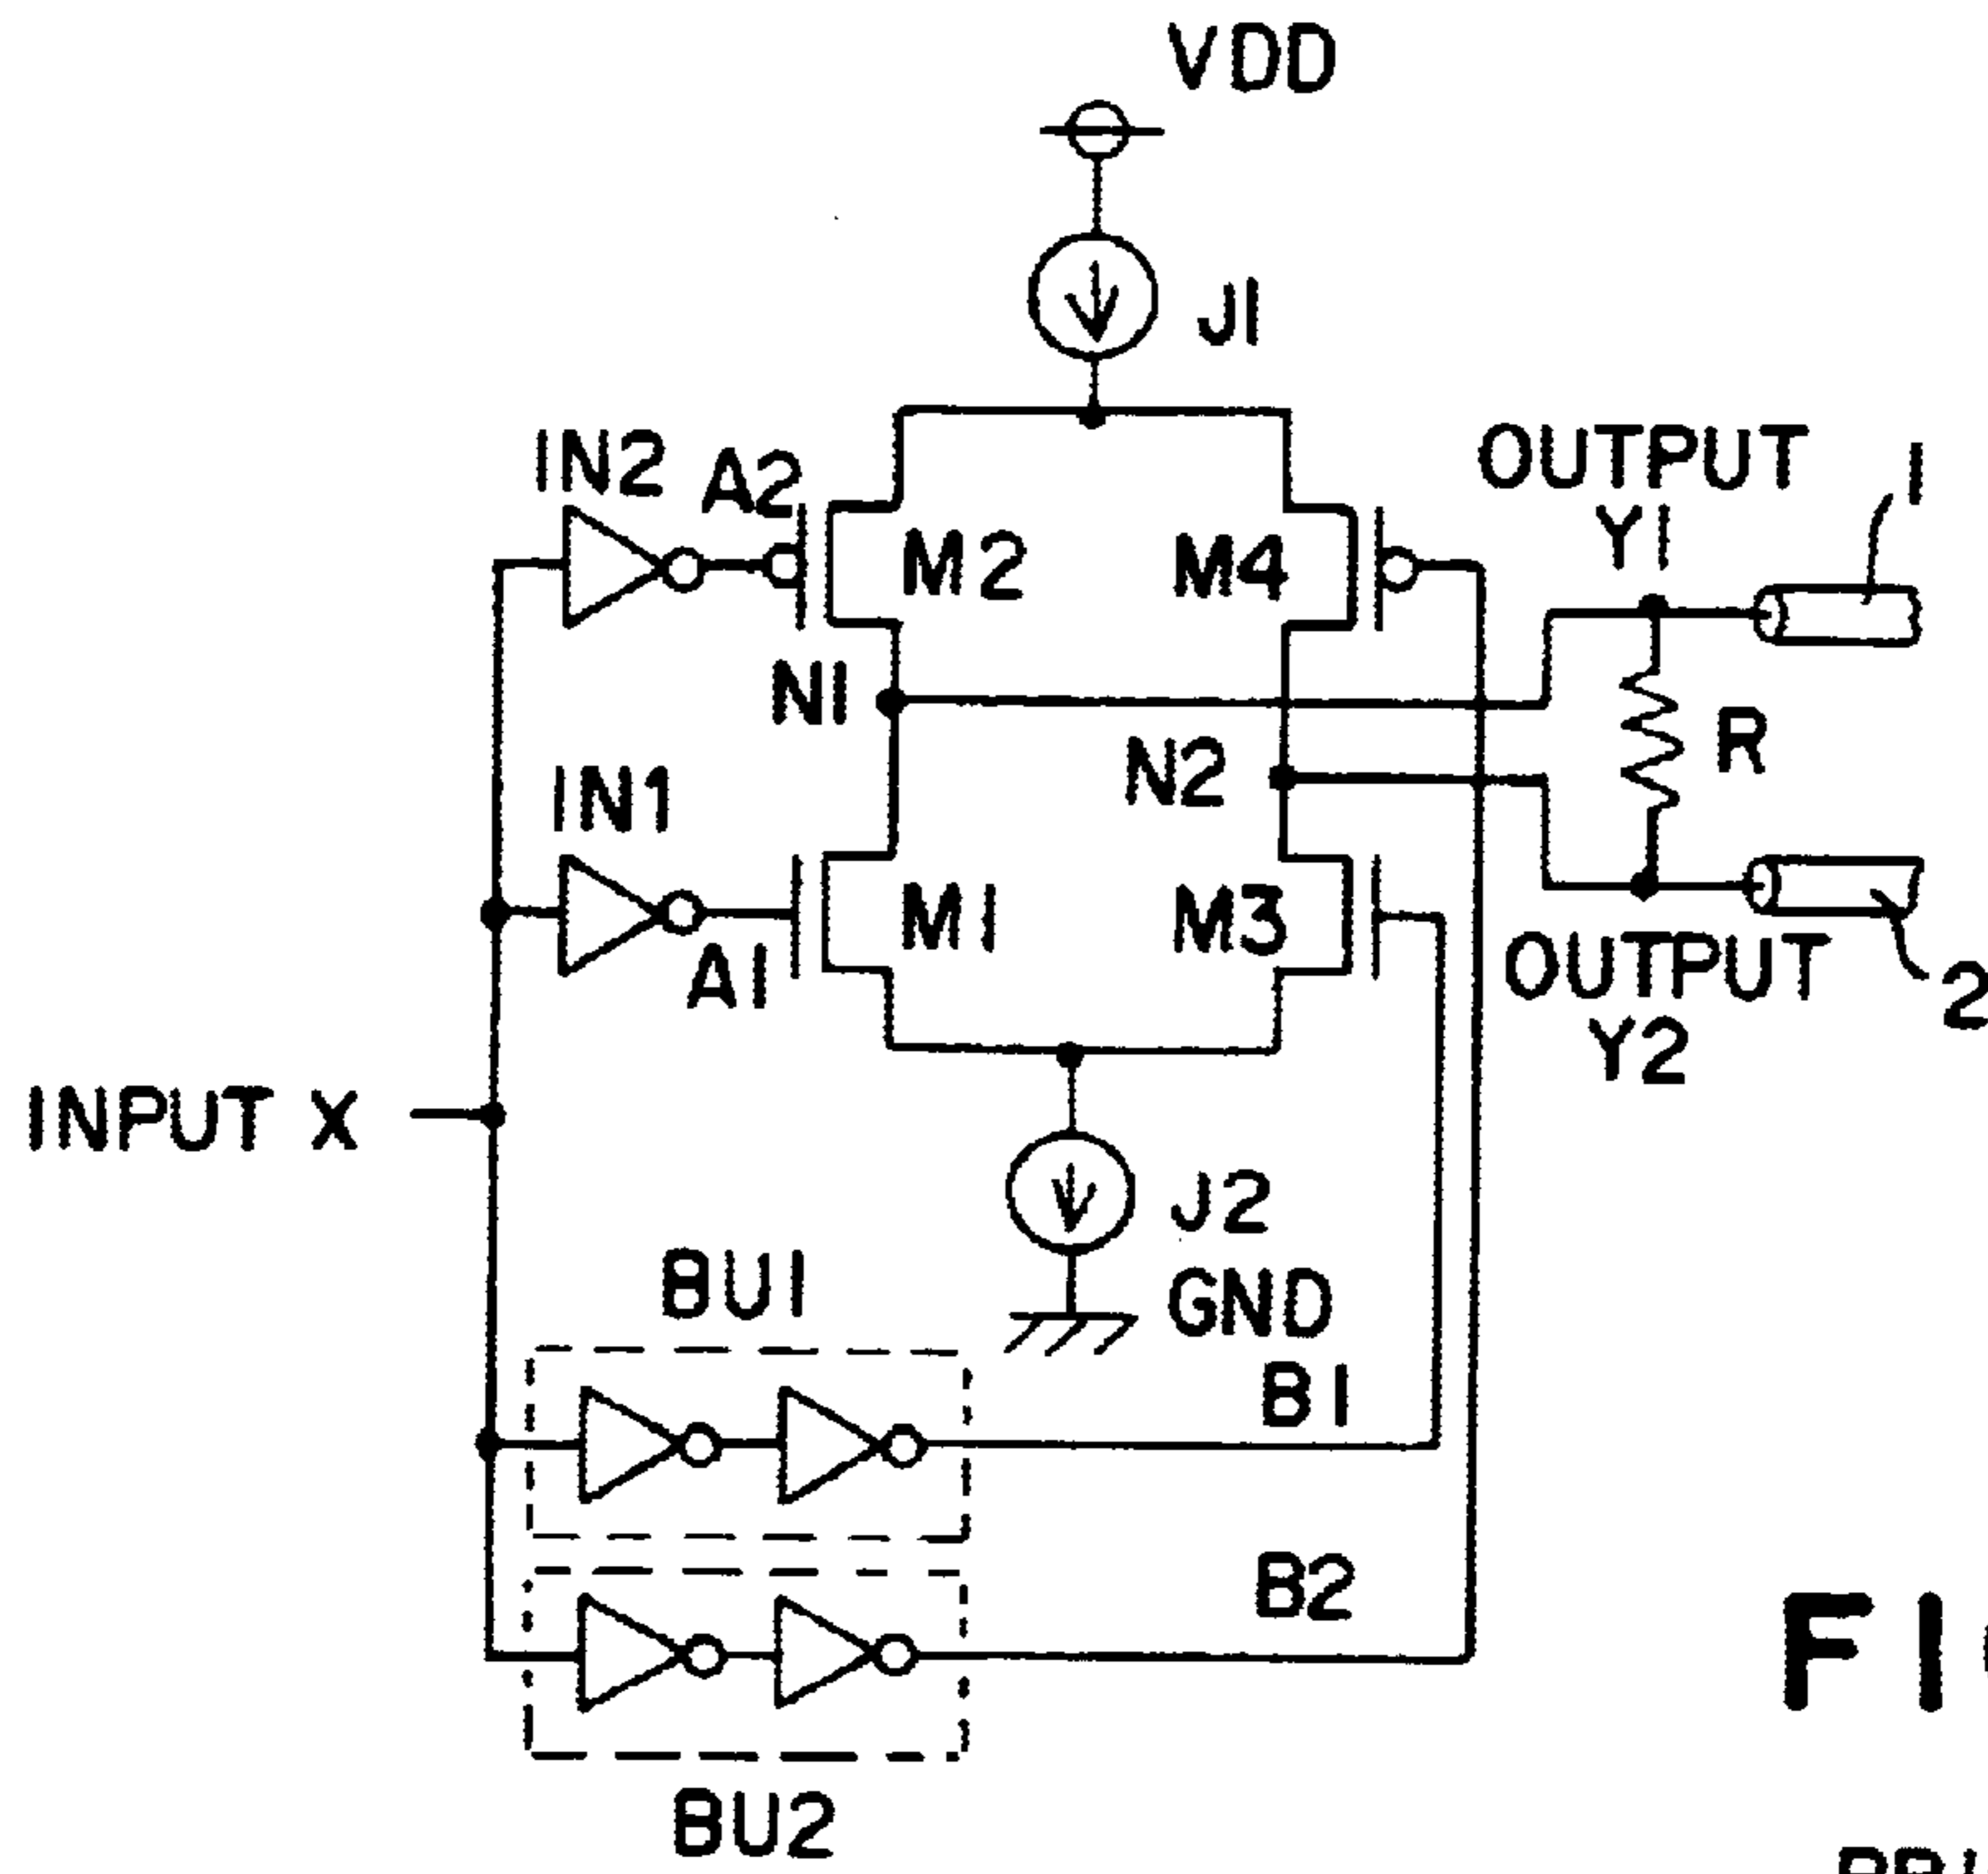 VDD
J1
IN2
A2
M2
M4
OUTPUT
Y1
1
N1
N2
R
IN1
A1
M1
M3
OUTPUT
Y2
2
INPUT X
J2
GND
BU1
B1
B2
BU2